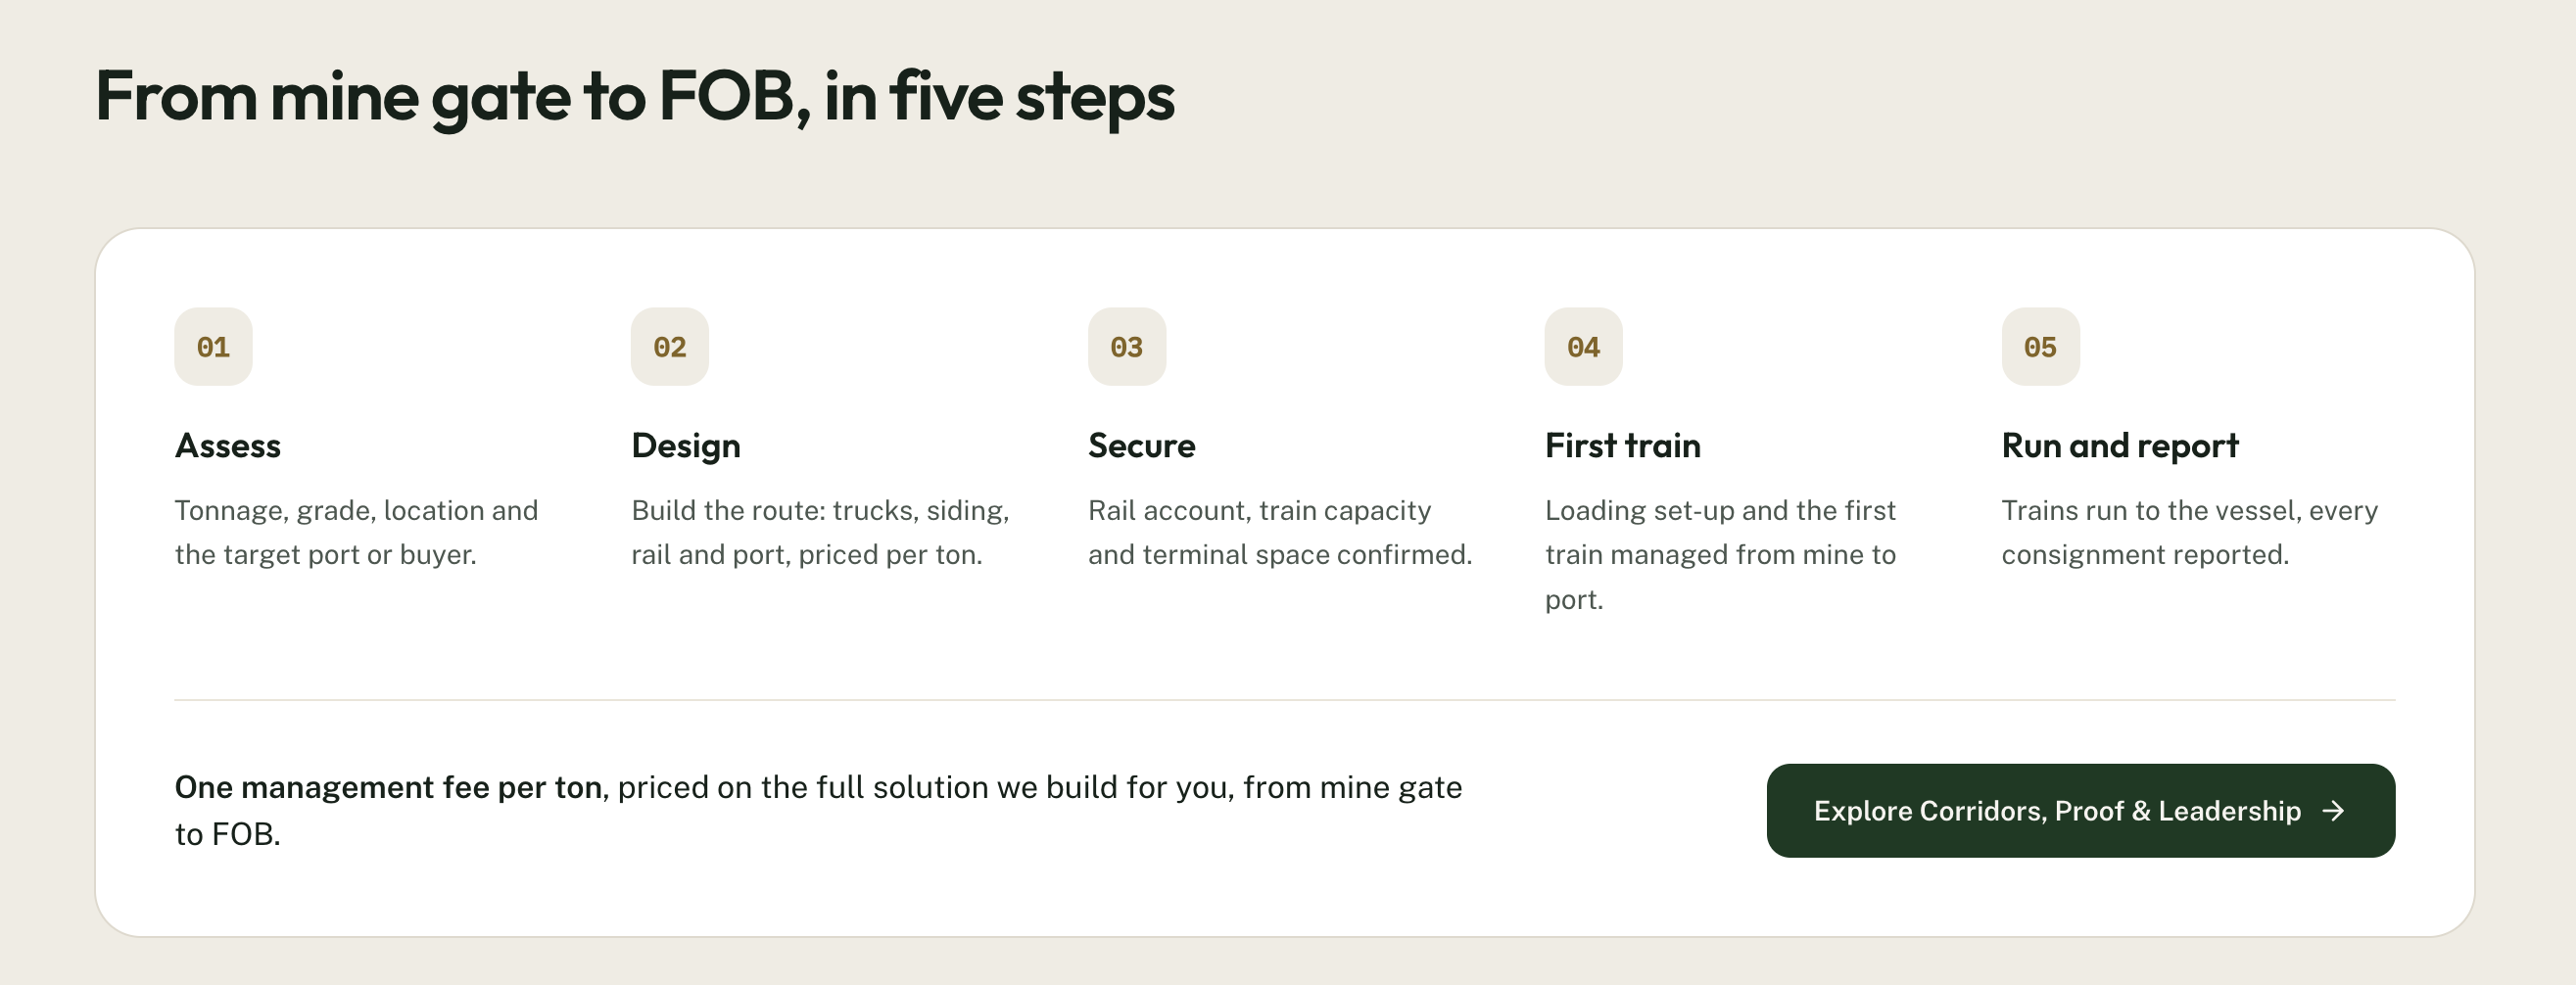 From mine gate to FOB, in five steps
01
Assess
Tonnage, grade, location and
the target port or buyer.
02
Design
Build the route: trucks, siding,
rail and port, priced per ton.
03
Secure
Rail account, train capacity
and terminal space confirmed.
04
First train
Loading set-up and the first
train managed from mine to
port.
05
Run and report
Trains run to the vessel, every
consignment reported.
One management fee per ton, priced on the full solution we build for you, from mine gate
to FOB.
Explore Corridors, Proof & Leadership →